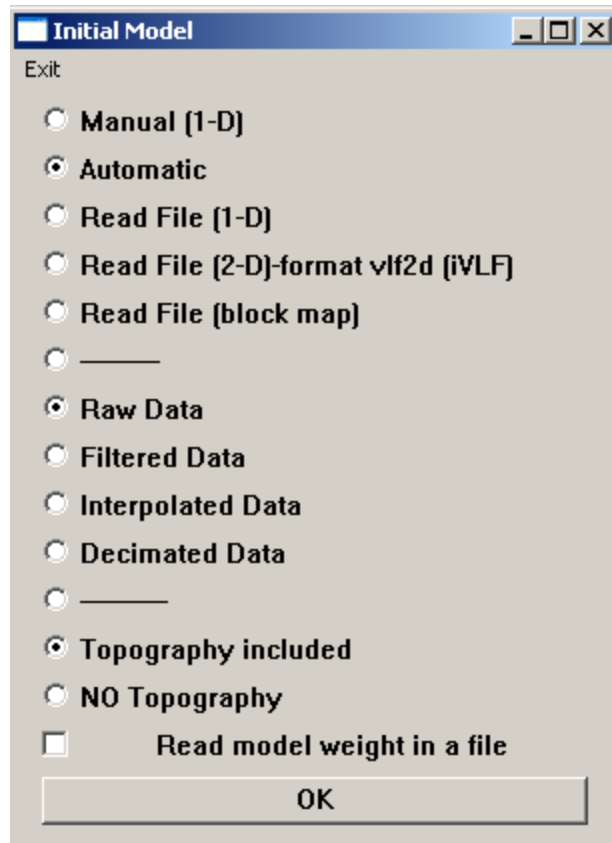 Initial Model
Exit
Manual (1-D)
Automatic
Read File (1-D)
Read File (2-D)-format vlf2d (iVLF)
Read File (block map)
Raw Data
Filtered Data
Interpolated Data
Decimated Data
Topography included
NO Topography
Read model weight in a file
OK